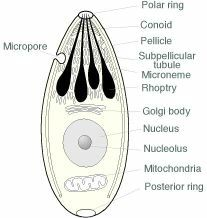 Polar ring
Conoid
Pellicle
Micropore
Subpellicular
tubule
Microneme
Rhoptry
Golgi body
Nucleus
Nucleolus
Mitochondria
Posterior ring